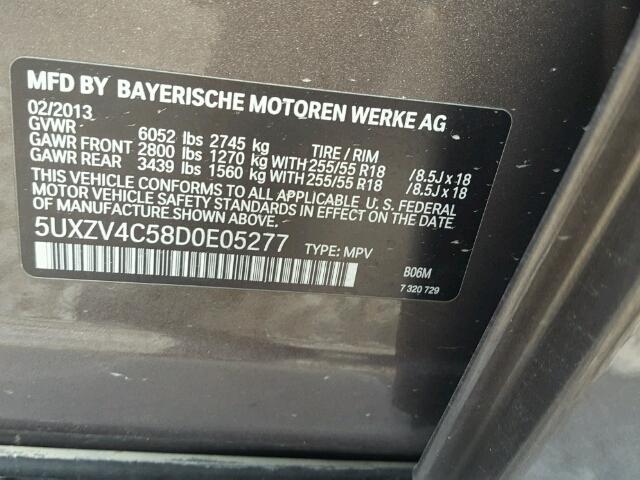 MFD BY BAYERISCHE MOTOREN WERKE AG
02/2013
GVWR 6052 lbs 2745 kg TIRE / RIM
GAWR FRONT 2800 lbs 1270 kg WITH 255/55 R18 / 8.5J x 18
GAWR REAR 3439 lbs 1560 kg WITH 255/55 R18 / 8.5J x 18
THIS VEHICLE CONFORMS TO ALL APPLICABLE U.S. FEDERAL
MOTOR VEHICLE SAFETY STANDARDS IN EFFECT ON THE DATE
OF MANUFACTURE SHOWN ABOVE.
5UXZV4C58D0E05277 TYPE: MPV
B06M
7 320 729